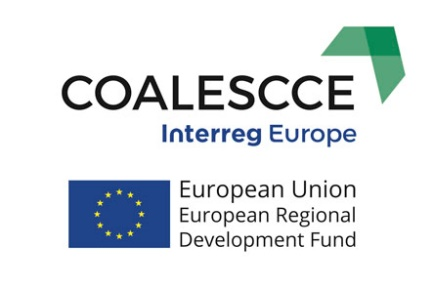 COALESCCE
Interreg Europe
European Union
European Regional
Development Fund